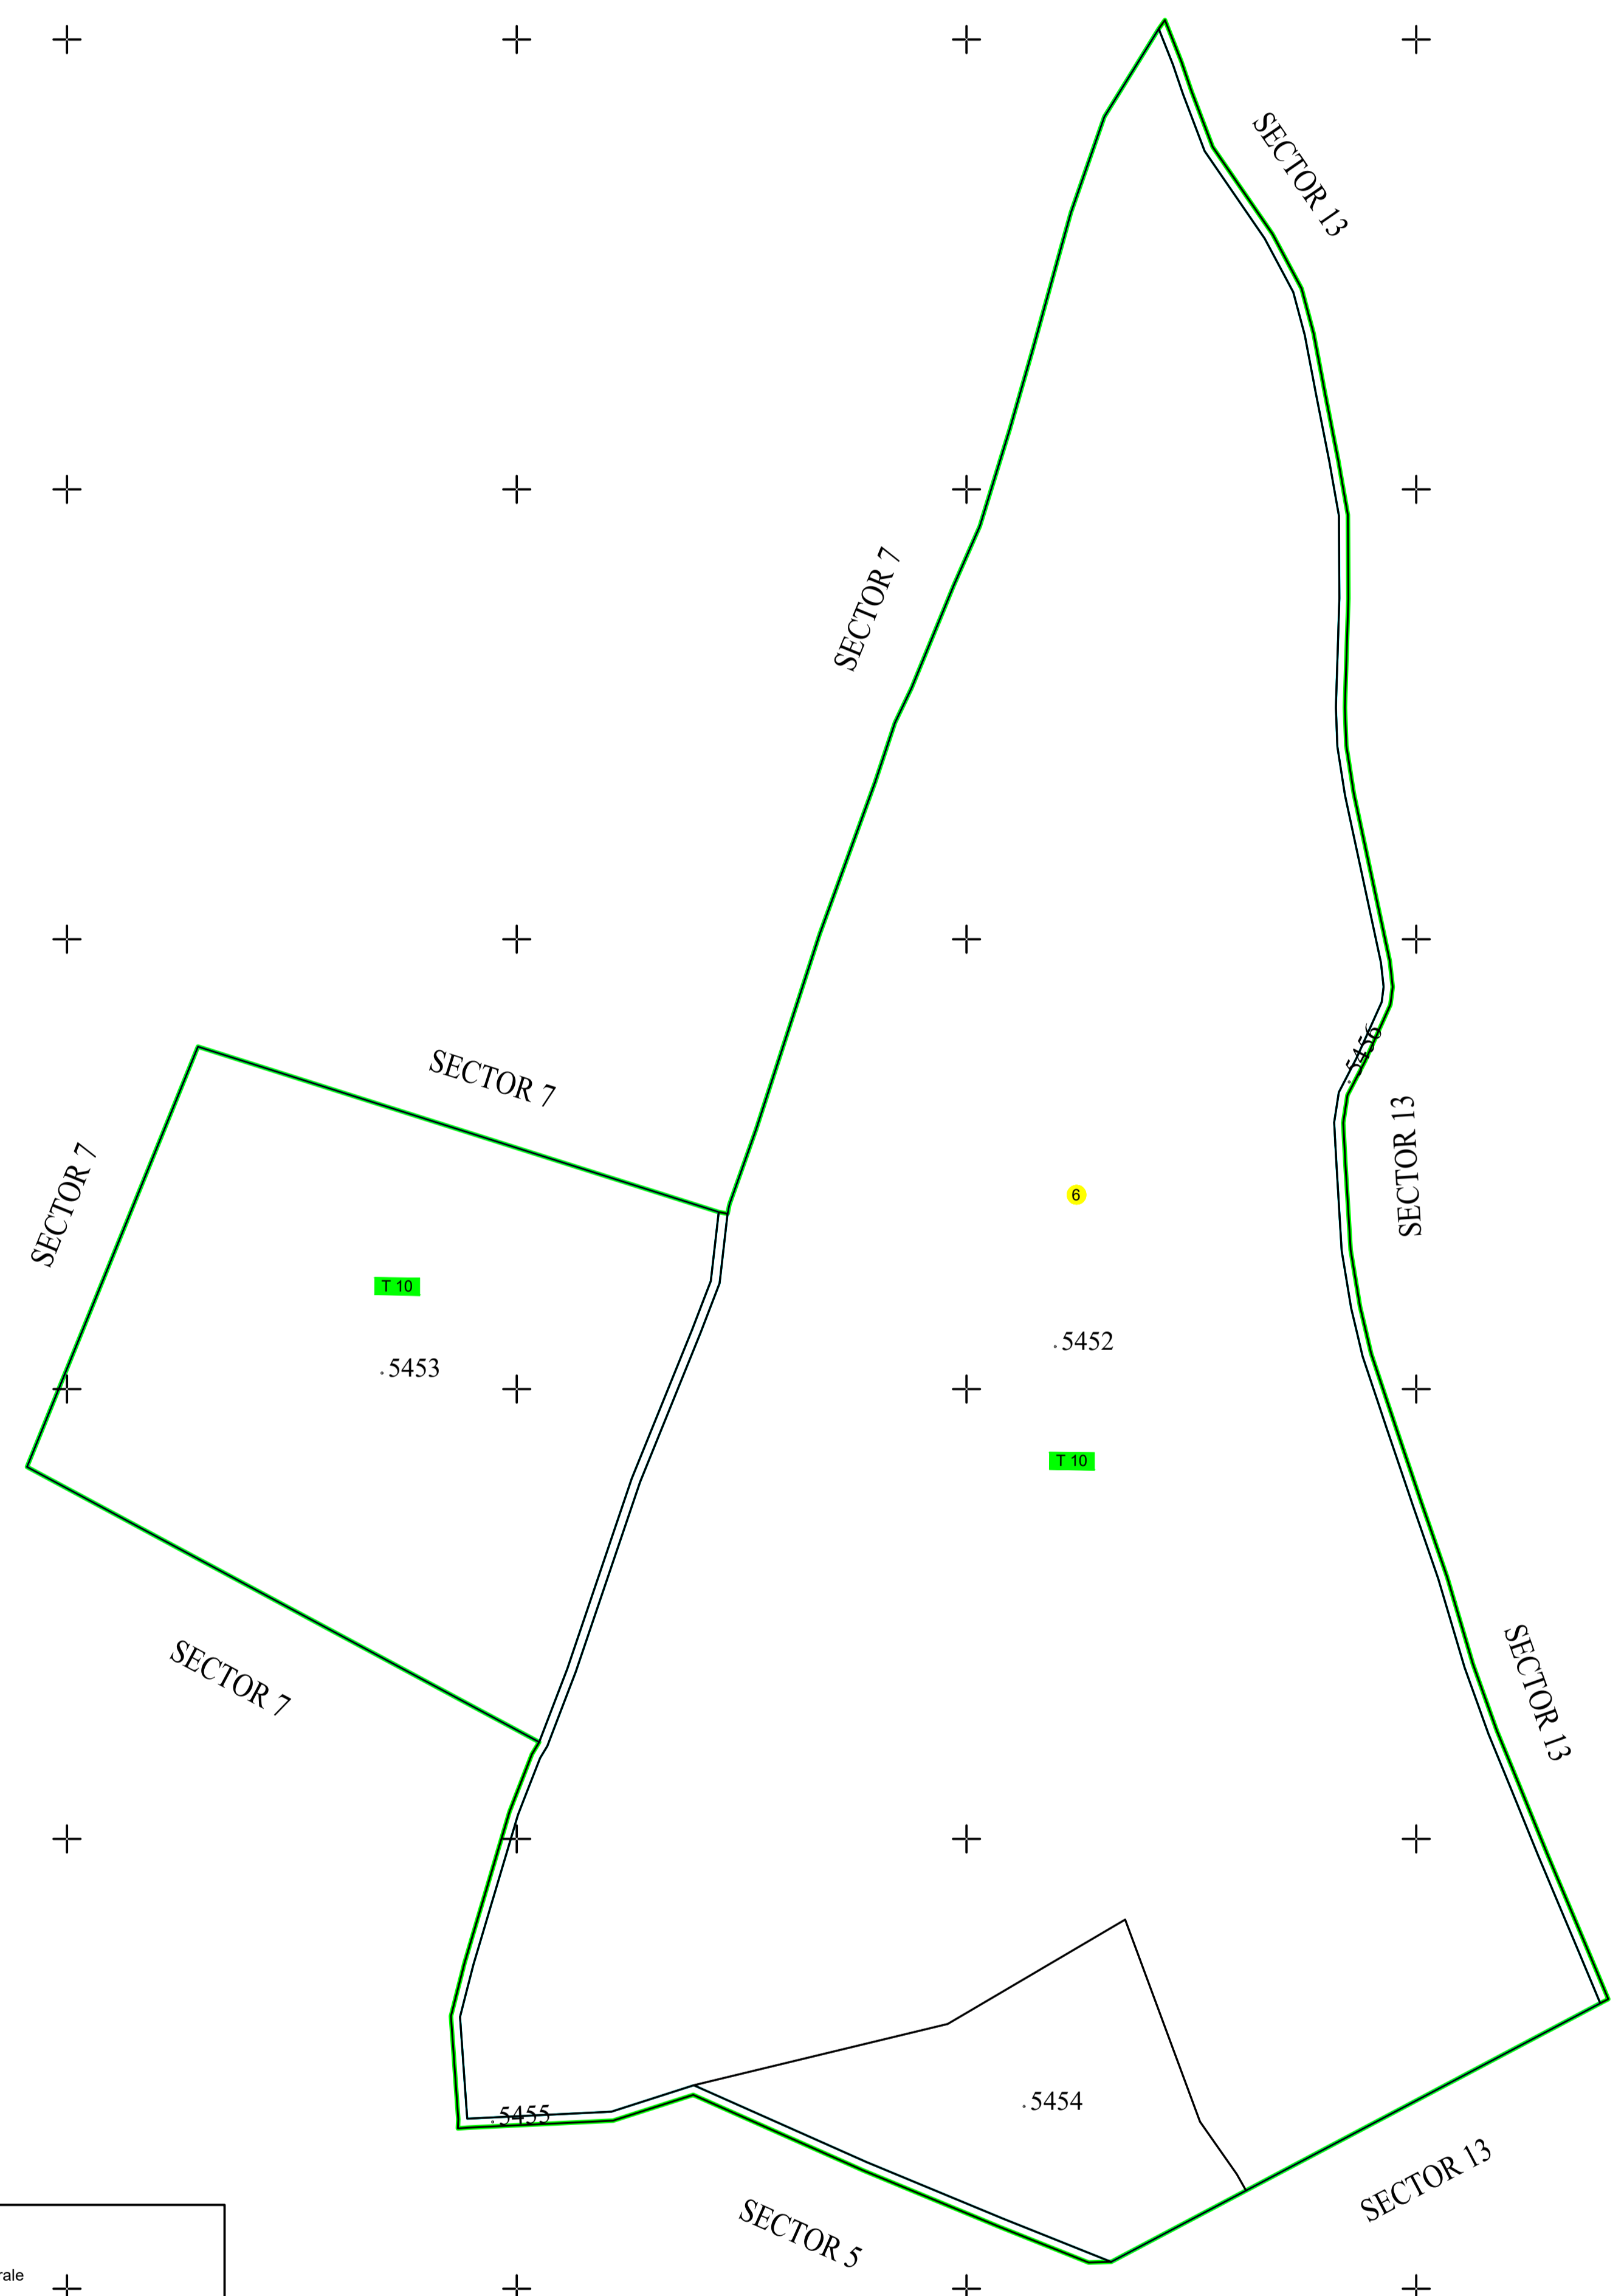 SECTOR 13
SECTOR 7
5456
SECTOR 7
SECTOR 13
SECTOR 7
6
T 10
.5452
.5453
T 10
SECTOR 13
SECTOR 7
.5454
.5455
SECTOR 13
SECTOR 5
rale